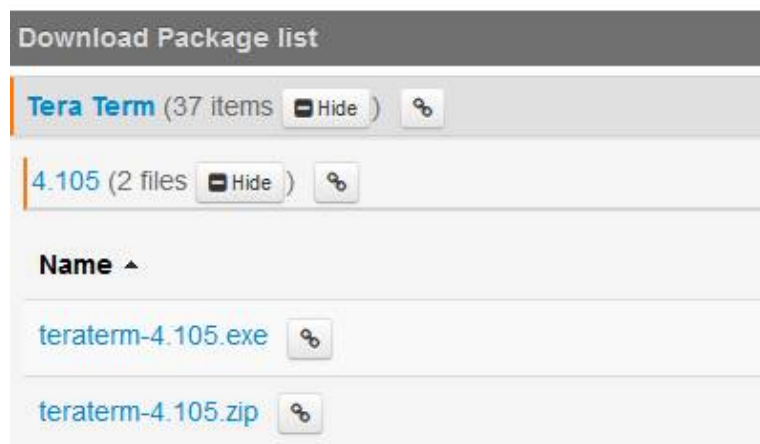 Download Package list
Tera Term (37 items Hide )
4.105 (2 files Hide )
Name
teraterm-4.105.exe
teraterm-4.105.zip